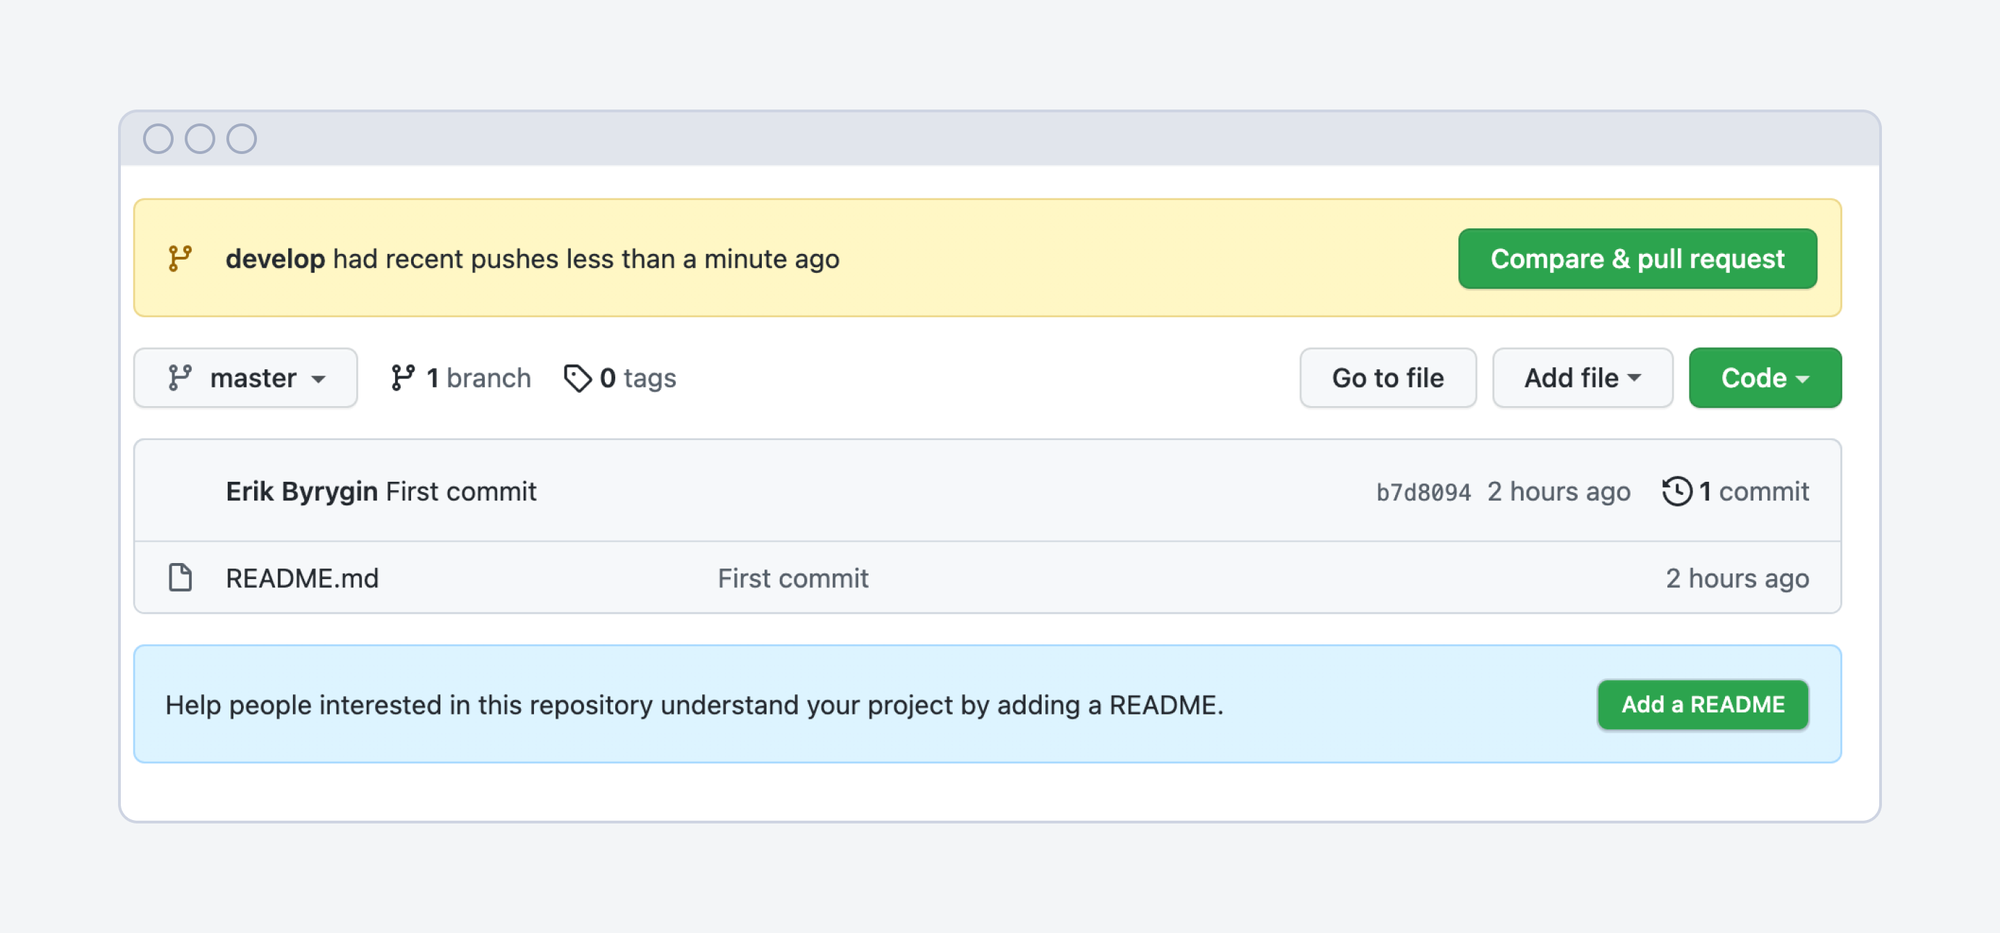 develop had recent pushes less than a minute ago
Compare & pull request
master
1 branch
0 tags
Go to file
Add file
Code
Erik Byrygin First commit
b7d8094 2 hours ago
1 commit
README.md
First commit
2 hours ago
Help people interested in this repository understand your project by adding a README.
Add a README